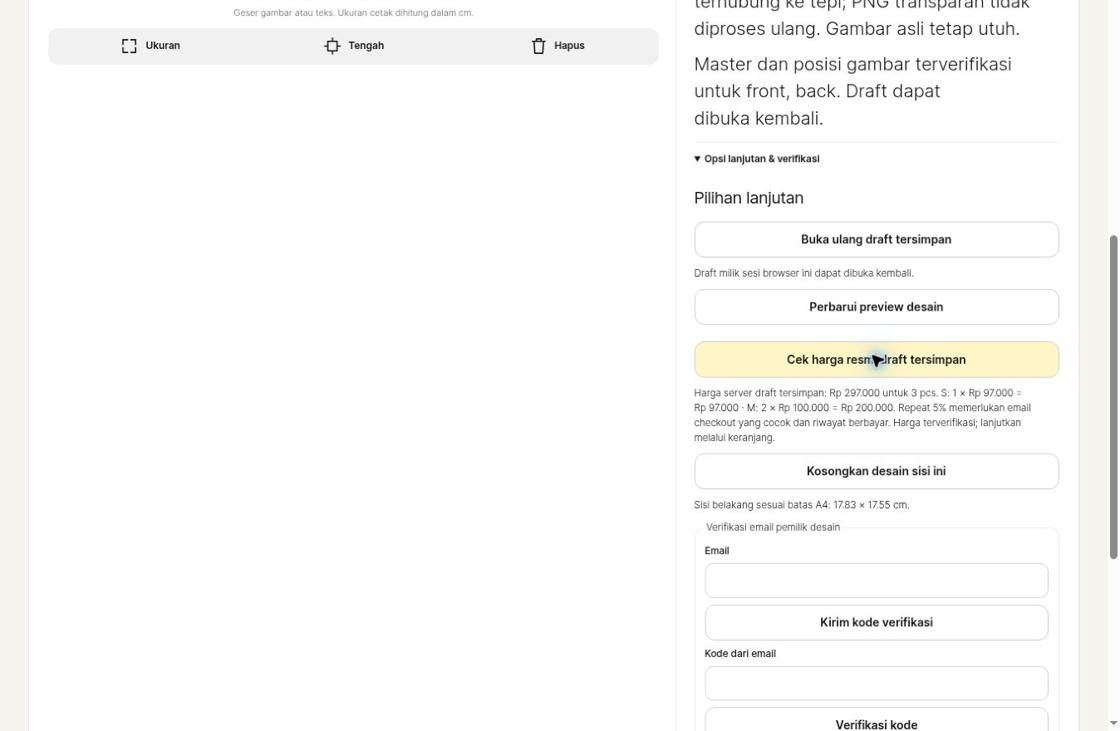 Geser gambar atau teks. Ukuran cetak dihitung dalam cm.
Ukuran
Tengah
Hapus
terhubung ke tepi; PNG transparan tidak
diproses ulang. Gambar asli tetap utuh.
Master dan posisi gambar terverifikasi
untuk front, back. Draft dapat
dibuka kembali.
▼ Opsi lanjutan & verifikasi
Pilihan lanjutan
Buka ulang draft tersimpan
Draft milik sesi browser ini dapat dibuka kembali.
Perbarui preview desain
Cek harga resmi draft tersimpan
Harga server draft tersimpan: Rp 297.000 untuk 3 pcs. S: 1 × Rp 97.000 =
Rp 97.000 · M: 2 × Rp 100.000 = Rp 200.000. Repeat 5% memerlukan email
checkout yang cocok dan riwayat berbayar. Harga terverifikasi; lanjutkan
melalui keranjang.
Kosongkan desain sisi ini
Sisi belakang sesuai batas A4: 17.83 × 17.55 cm.
Verifikasi email pemilik desain
Email
Kirim kode verifikasi
Kode dari email
Verifikasi kode